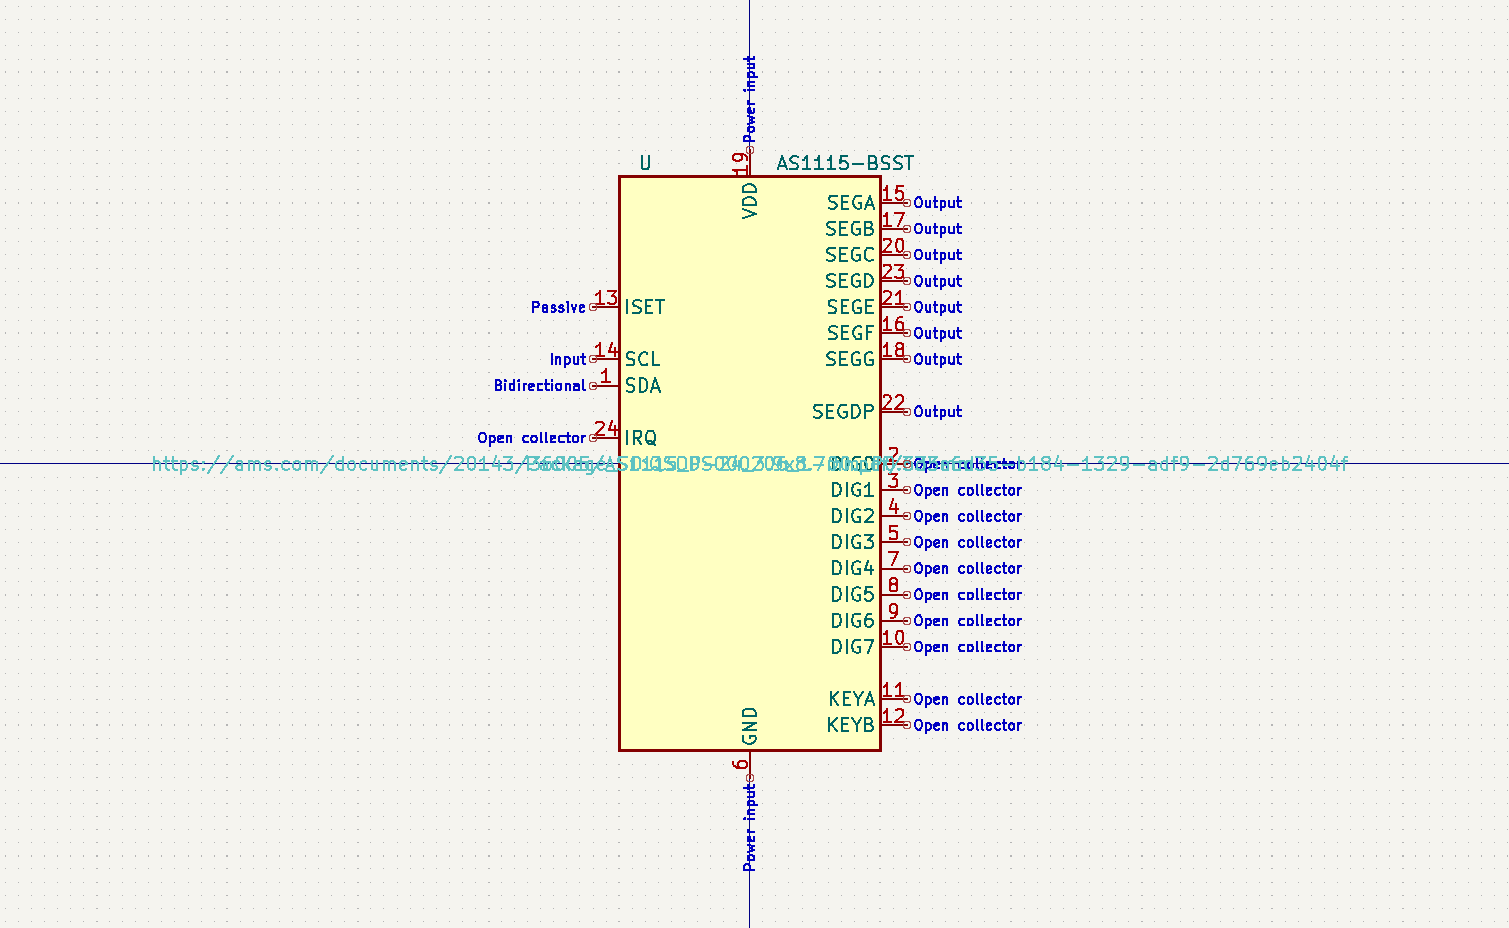 Power input
19
U
AS1115-BSST
VDD
SEGA 15 Output
SEGB 17 Output
SEGC 20 Output
SEGD 23 Output
Passive 13 ISET
SEGE 21 Output
SEGF 16 Output
Input 14 SCL
SEGG 18 Output
Bidirectional 1 SDA
SEGDP 22 Output
Open collector 24 IRQ
https://ams.com/documents/20143/ b184-1329-adf9-2d769eb2404f
DIG0 2 Open collector
DIG1 3 Open collector
DIG2 4 Open collector
DIG3 5 Open collector
DIG4 7 Open collector
DIG5 8 Open collector
DIG6 9 Open collector
DIG7 10 Open collector
KEYA 11 Open collector
KEYB 12 Open collector
GND
6
Power input